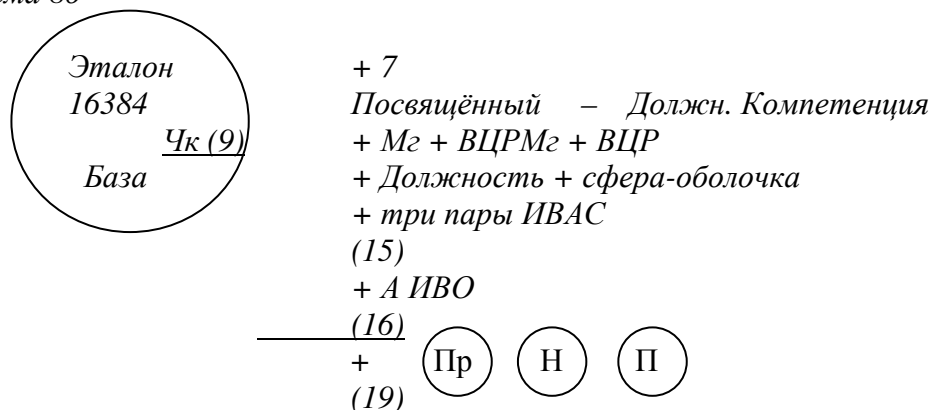 Эталон + 7
16384 Посвящённый – Должн. Компетенция
Чк (9) + Мг + ВЦРМг + ВЦР
База + Должность + сфера-оболочка
+ три пары ИВАС
(15)
+ А ИВО
(16)
+ Пр Н П
(19)